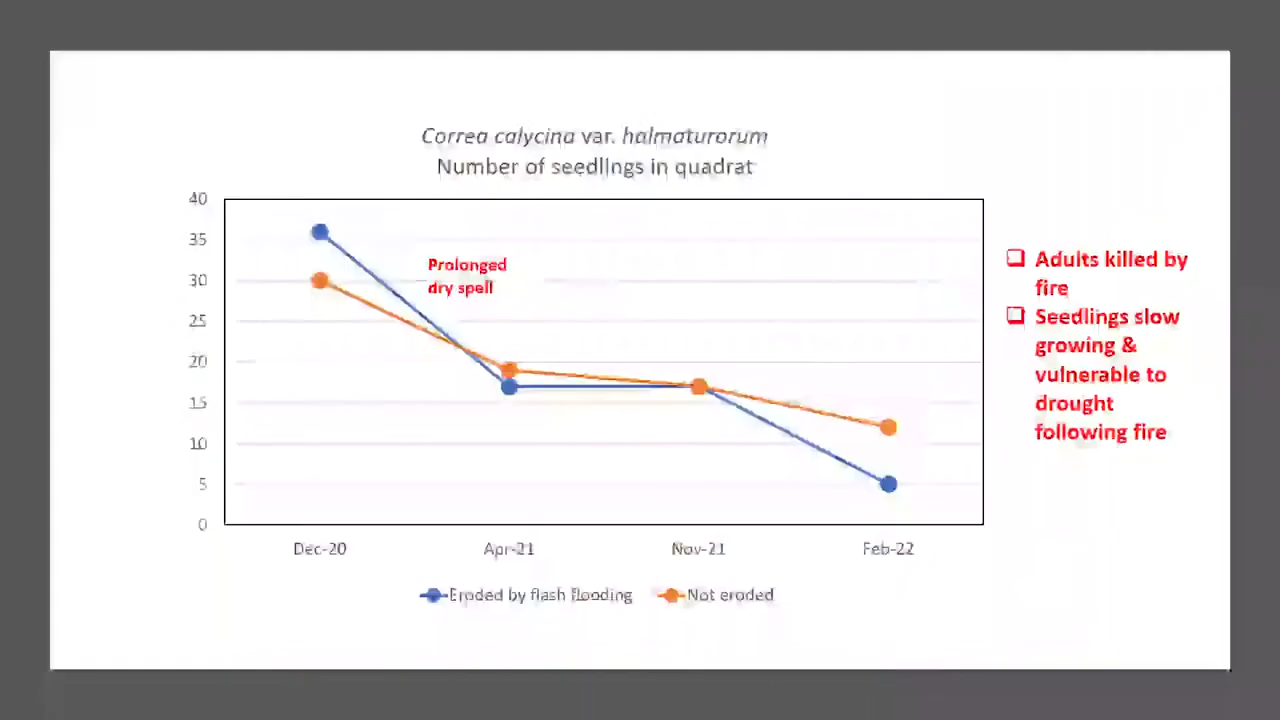 Correa calycina var. halmaturorum
Number of seedlings in quadrat
40
35
30
25
20
15
10
5
0
Prolonged
dry spell
Dec-20
Apr-21
Nov-21
Feb-22
Eroded by flash flooding
Not eroded
❑ Adults killed by
fire
❑ Seedlings slow
growing &
vulnerable to
drought
following fire